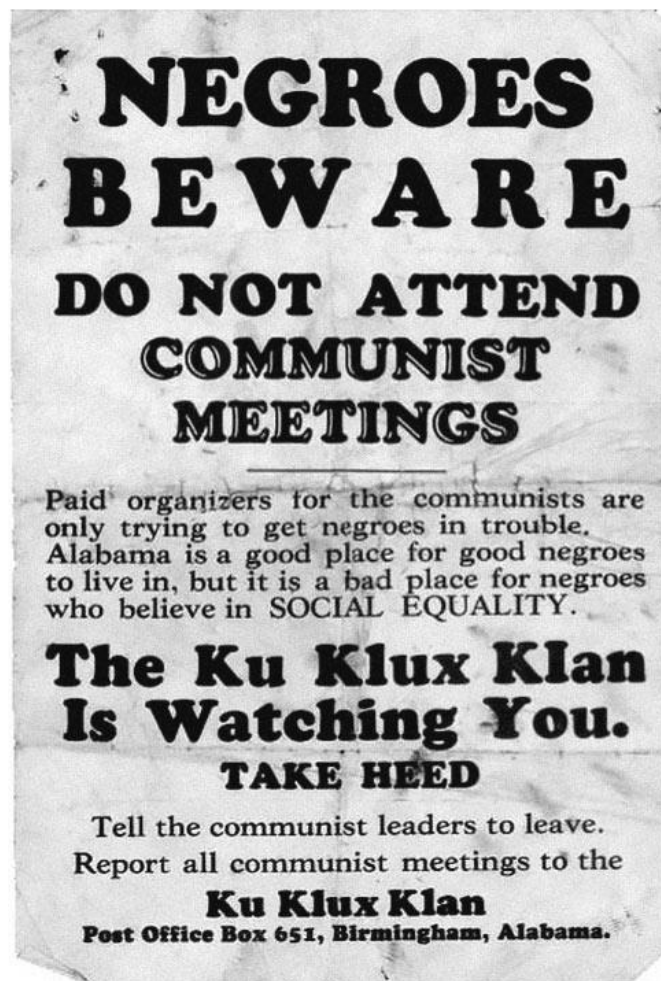 NEGROES
BEWARE
DO NOT ATTEND
COMMUNIST
MEETINGS
Paid organizers for the communists are
only trying to get negroes in trouble.
Alabama is a good place for good negroes
to live in, but it is a bad place for negroes
who believe in SOCIAL EQUALITY.
The Ku Klux Klan
Is Watching You.
TAKE HEED
Tell the communist leaders to leave.
Report all communist meetings to the
Ku Klux Klan
Post Office Box 651, Birmingham, Alabama.